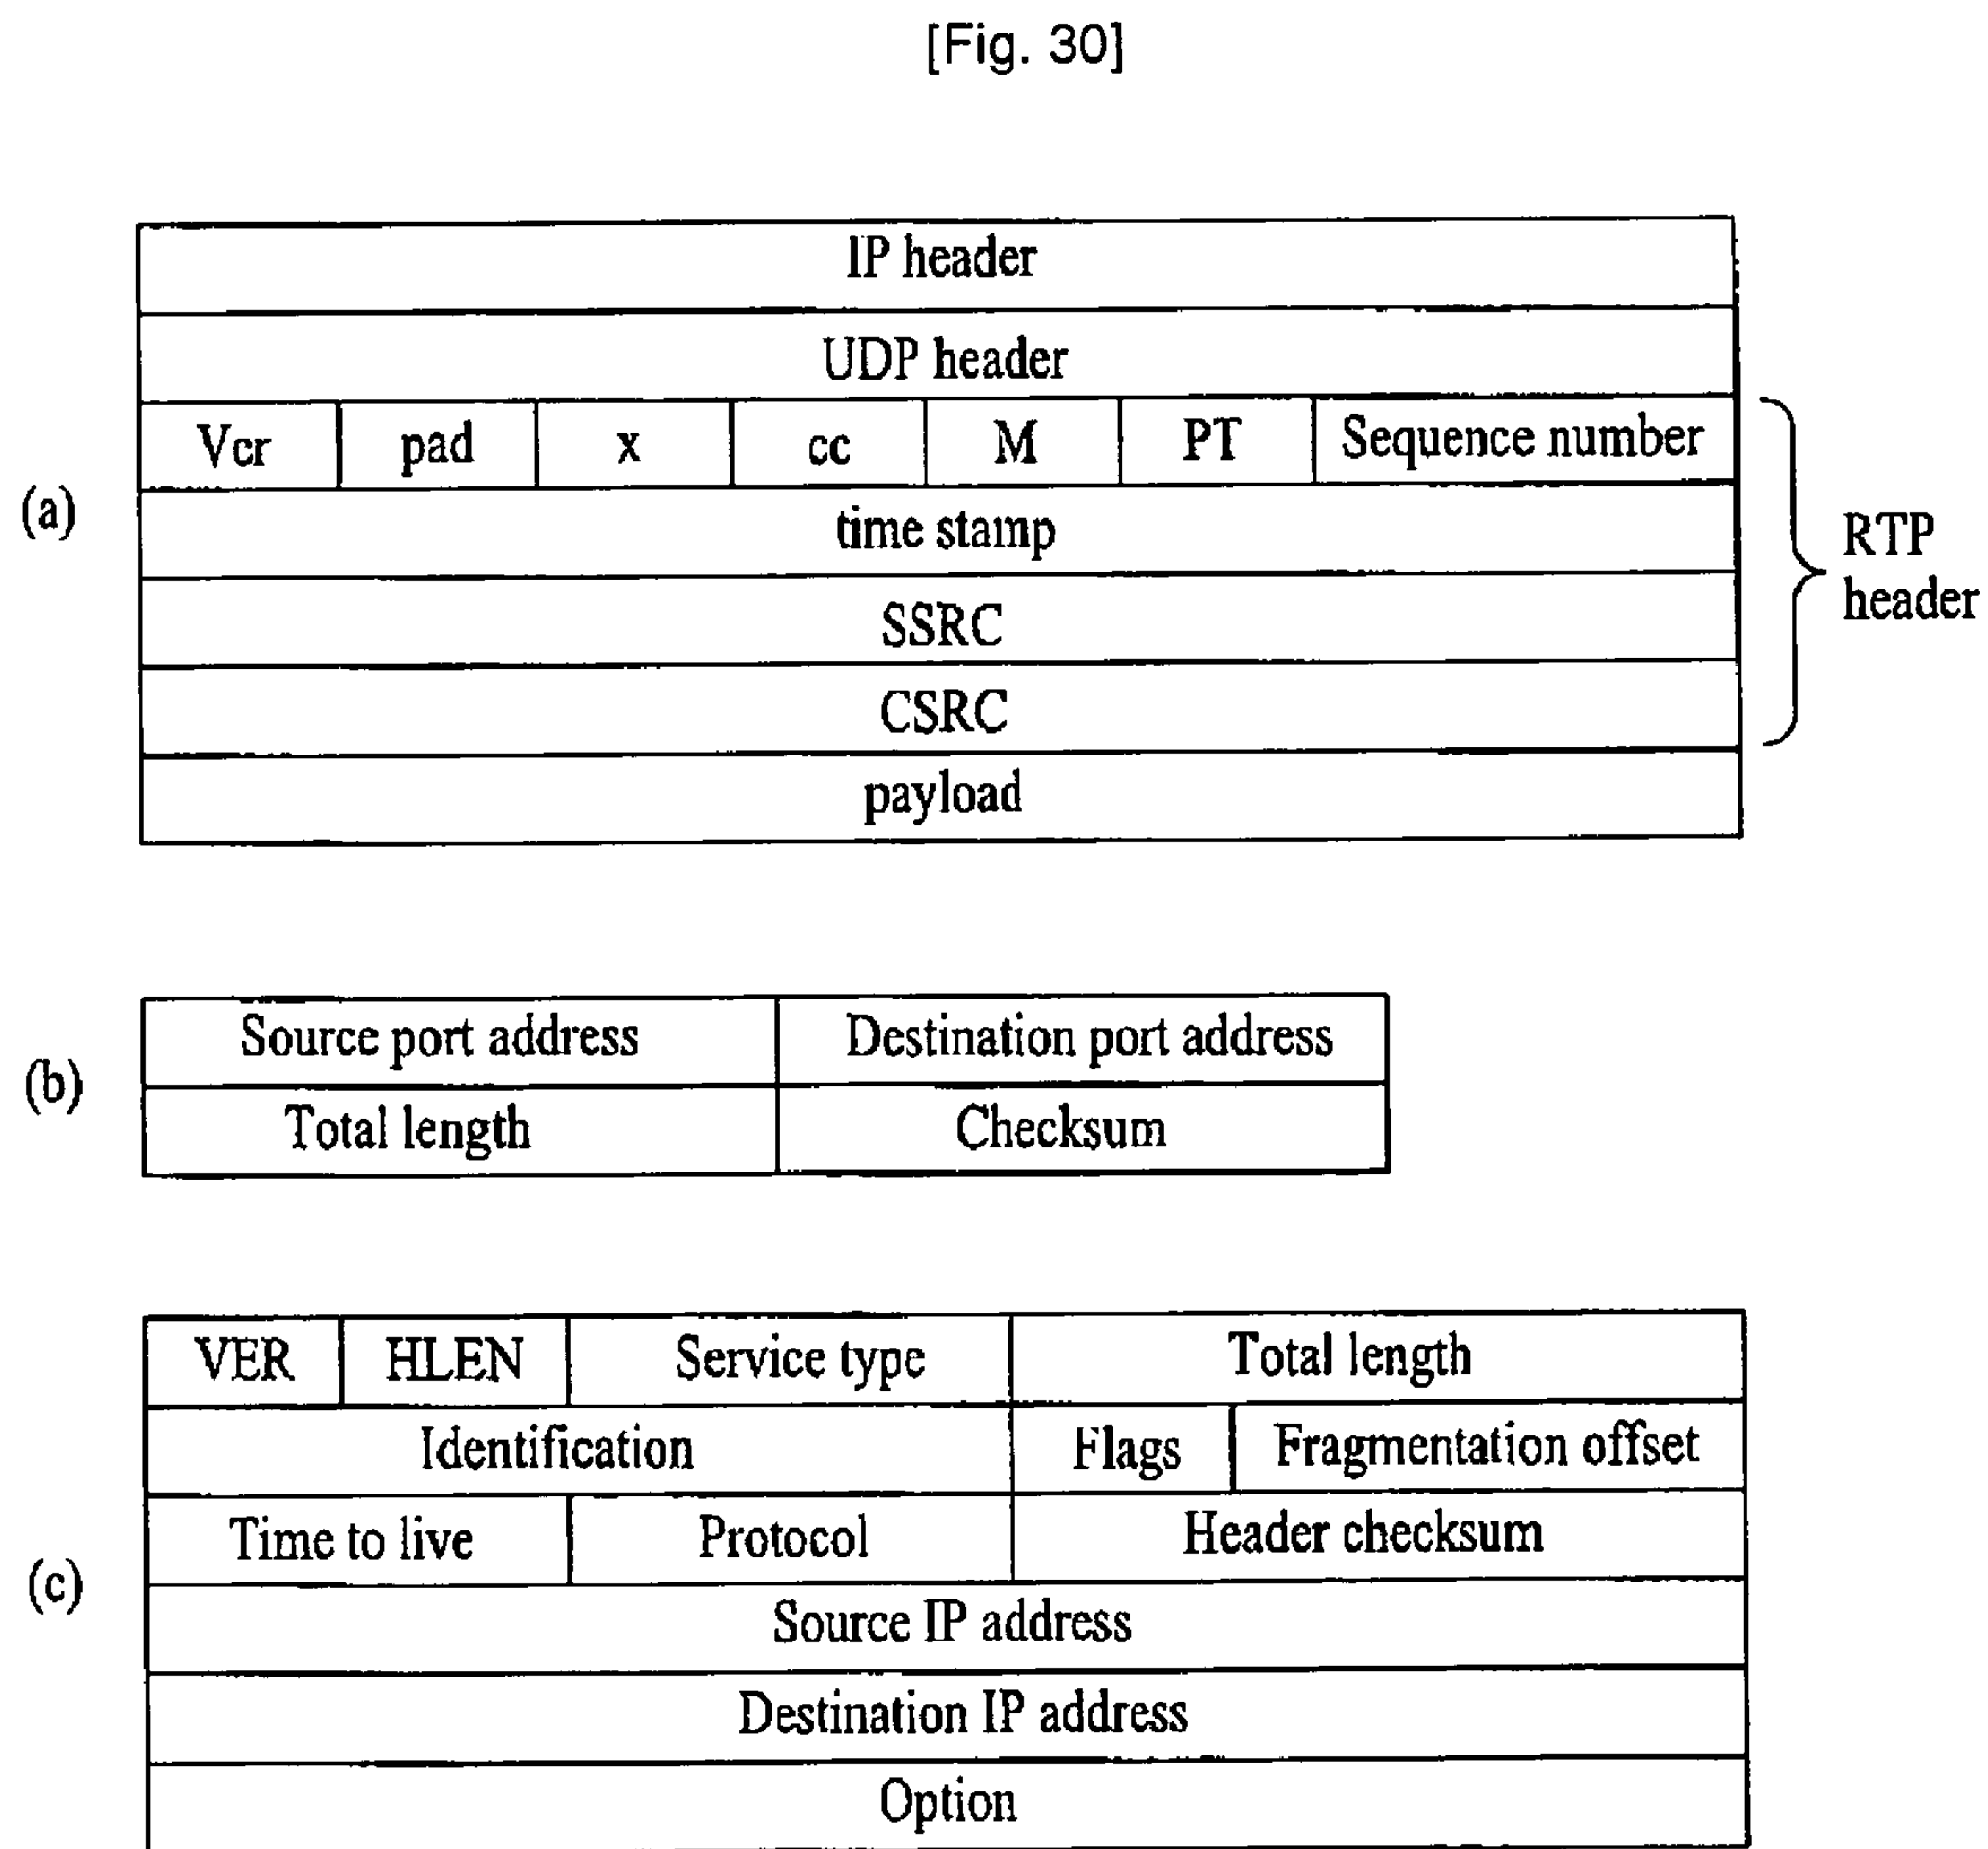 [Fig. 30]
IP header
UDP header
Ver pad x cc M PT Sequence number
(a)
time stamp
RTP
header
SSRC
CSRC
payload
Source port address Destination port address
(b)
Total length Checksum
VER HLEN Service type Total length
Identification Flags Fragmentation offset
Time to live Protocol Header checksum
(c)
Source IP address
Destination IP address
Option